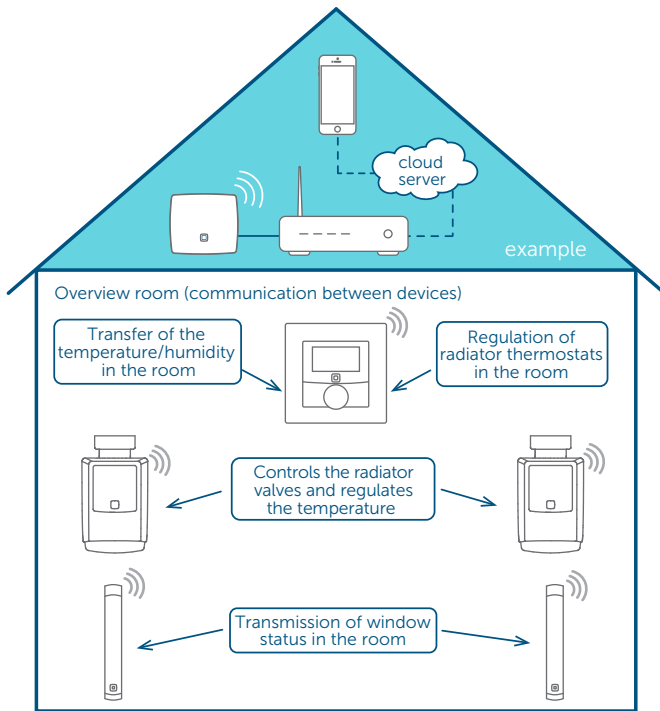 cloud
server
example
Overview room (communication between devices)
Transfer of the
temperature/humidity
in the room
Regulation of
radiator thermostats
in the room
Controls the radiator
valves and regulates
the temperature
Transmission of window
status in the room